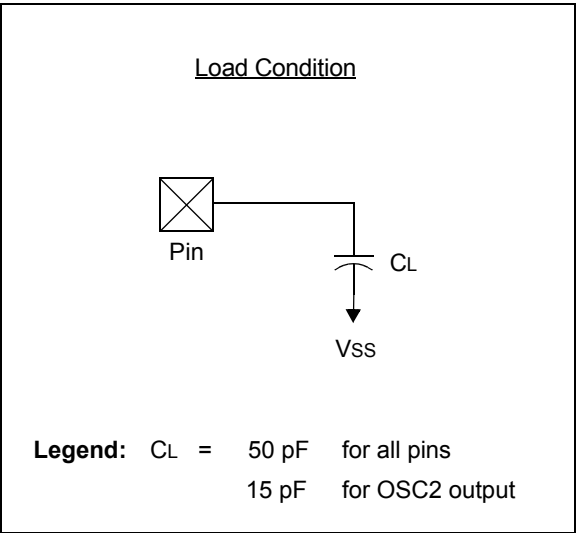 Load Condition
Pin
CL
VSS
Legend: CL = 50 pF for all pins
15 pF for OSC2 output